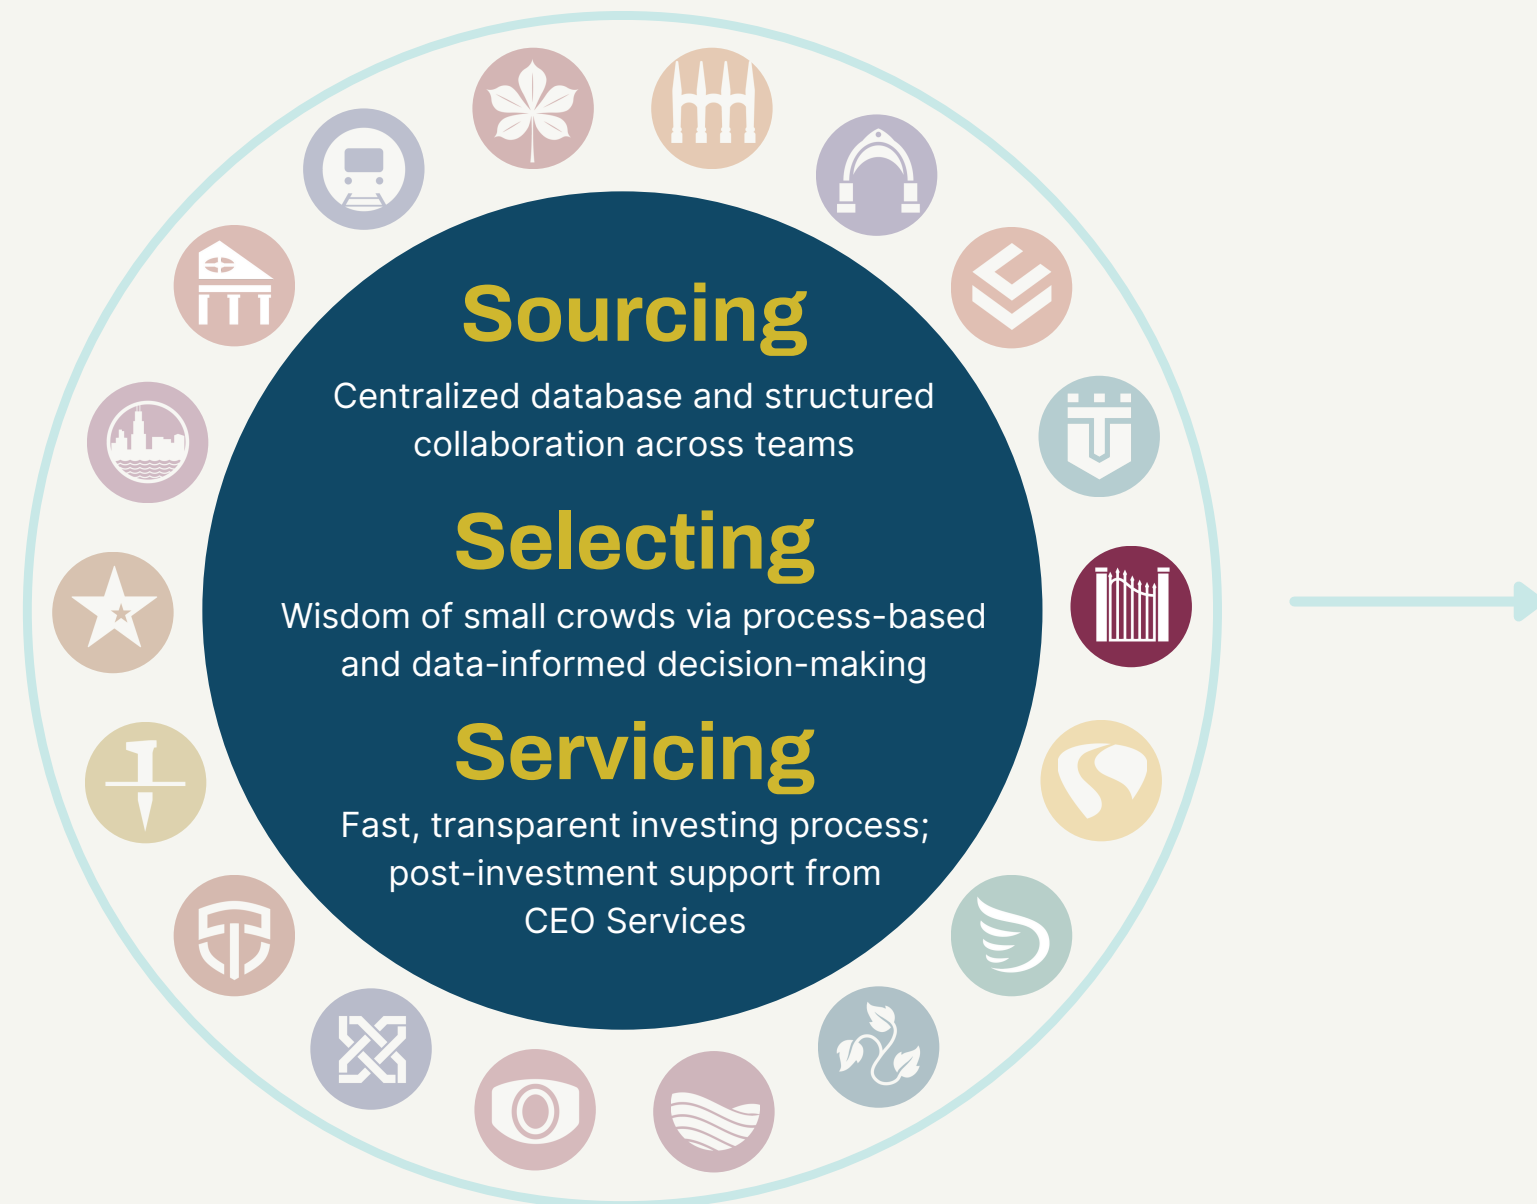 Sourcing
Centralized database and structured
collaboration across teams
Selecting
Wisdom of small crowds via process-based
and data-informed decision-making
Servicing
Fast, transparent investing process;
post-investment support from
CEO Services